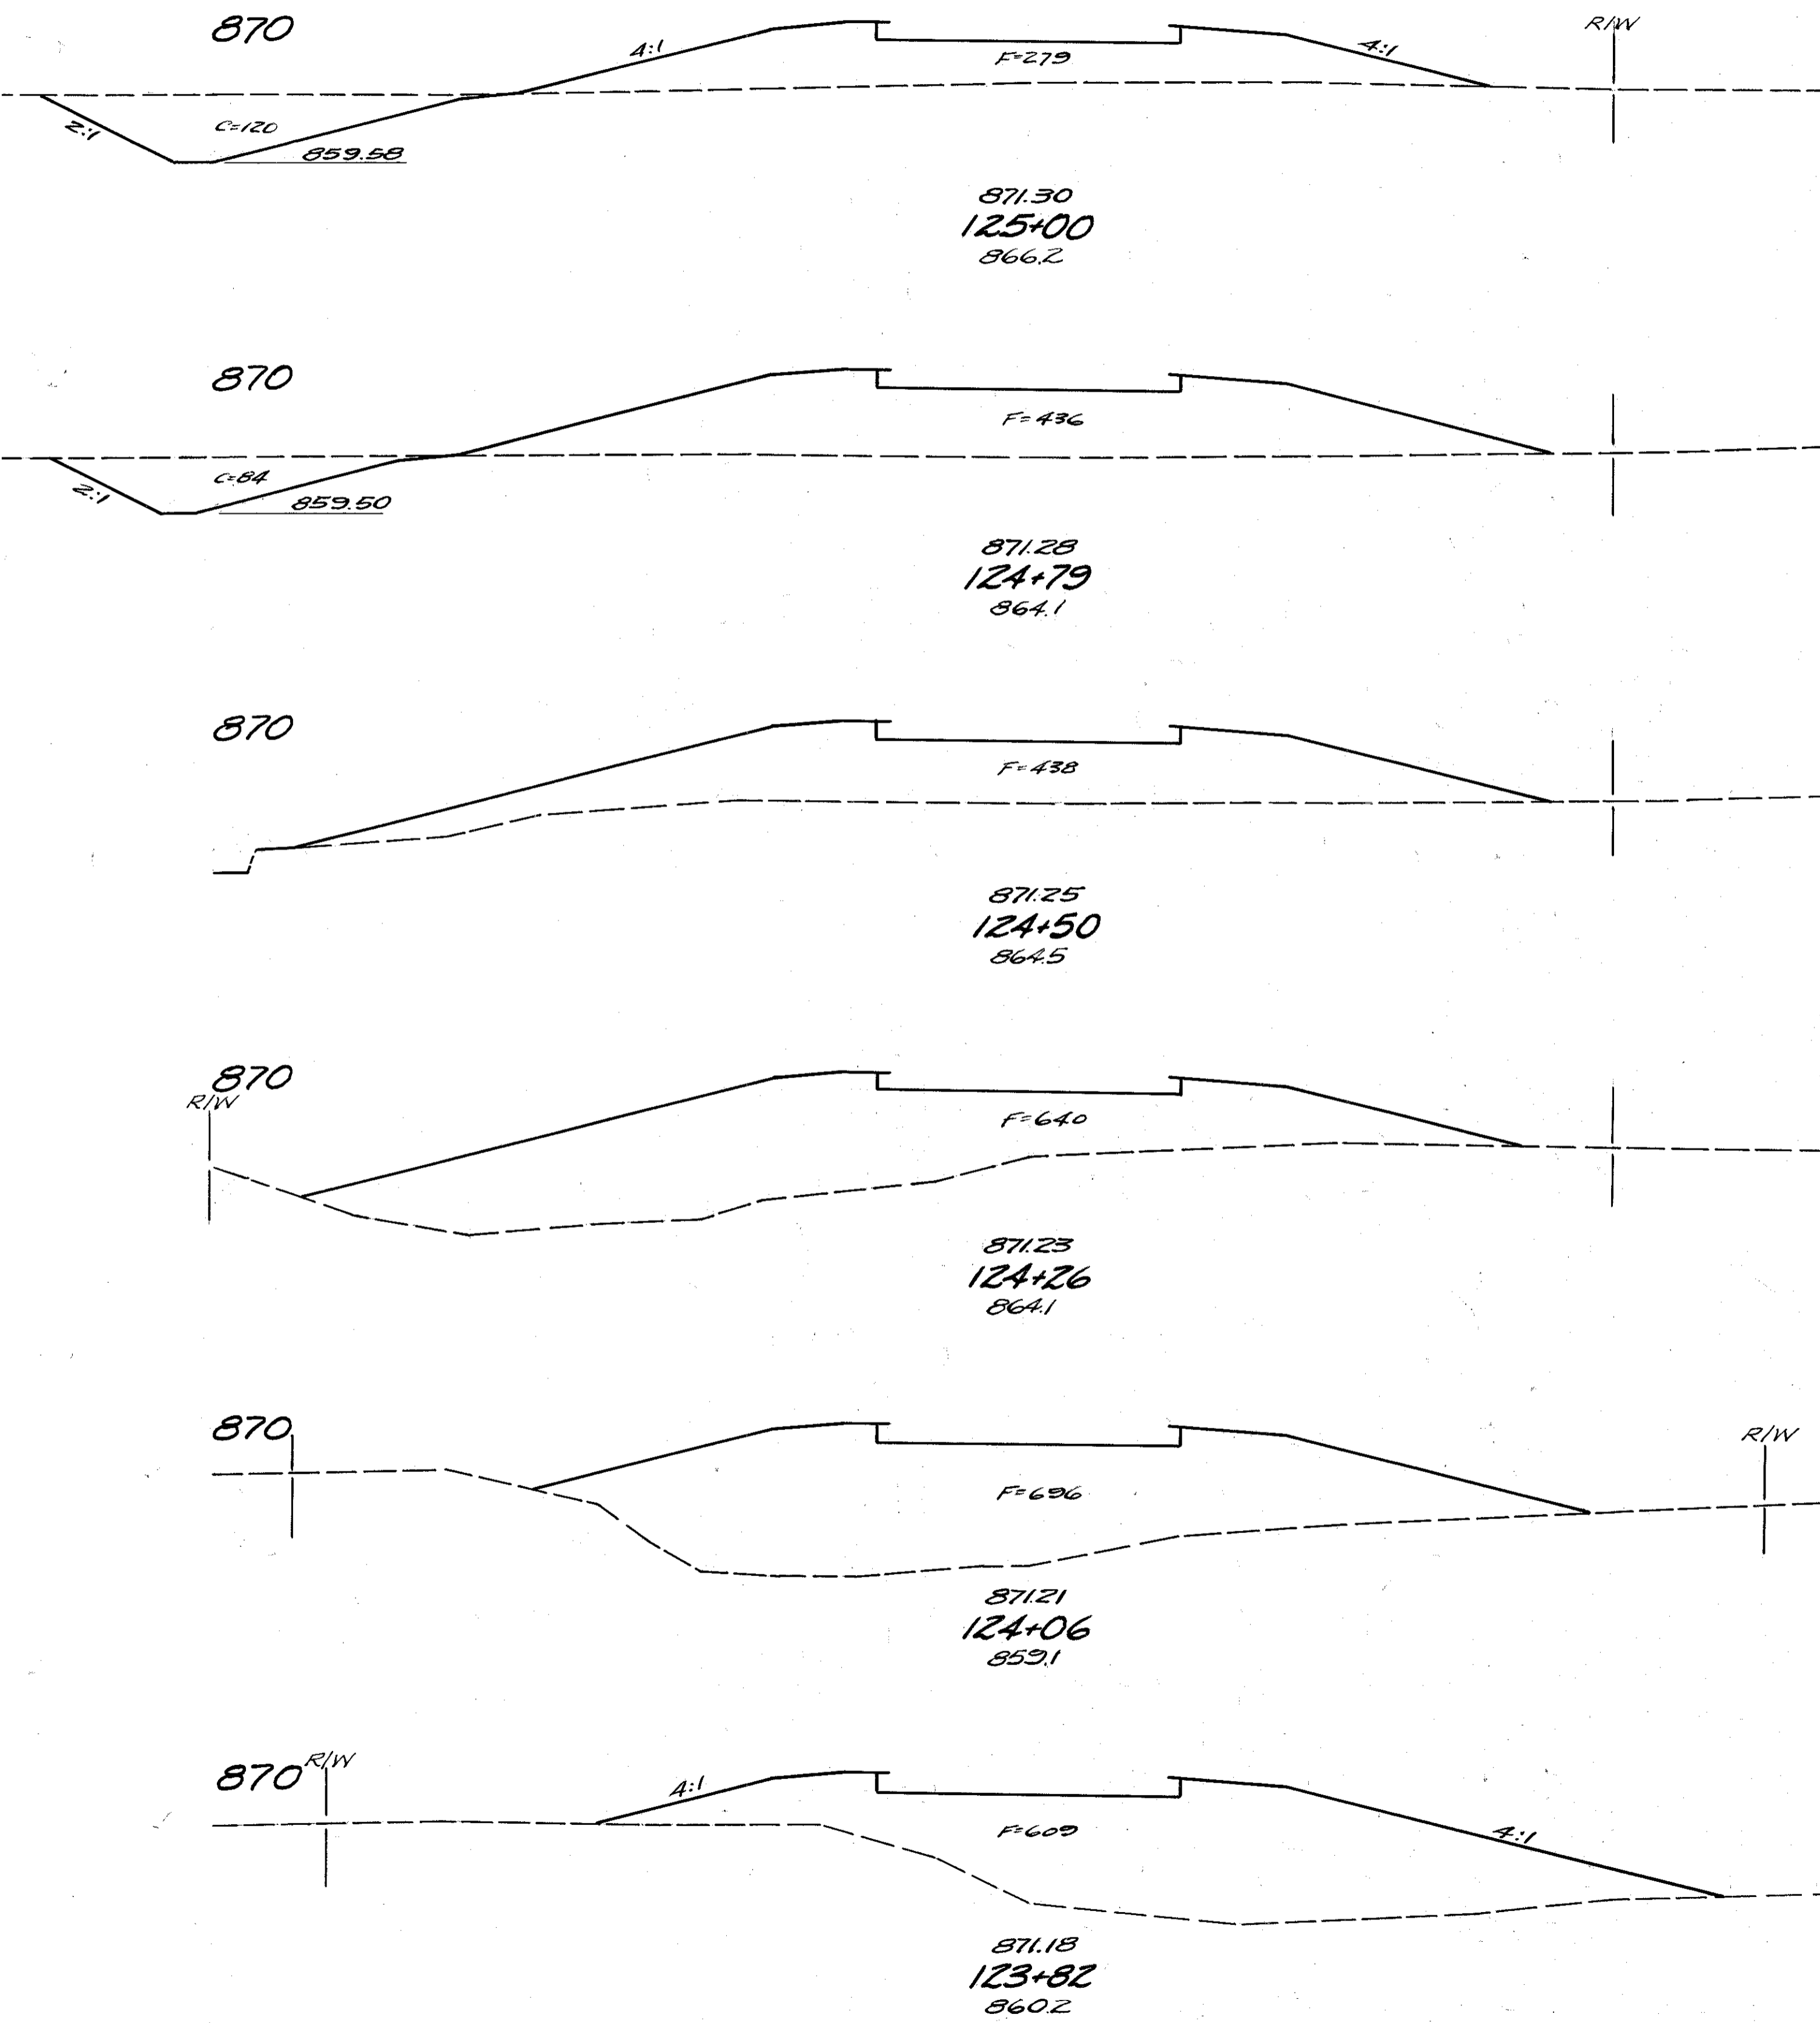 870
R/W
4:1
4:1
F=279
2:1
C=120
859.58
871.30
125+00
866.2
870
F=436
C=84
2:1
859.50
871.28
124+79
864.1
870
F=438
871.25
124+50
864.5
870
R/W
F=640
871.23
124+26
864.1
870
R/W
F=696
871.21
124+06
859.1
870
R/W
4:1
F=609
4:1
871.18
123+82
860.2